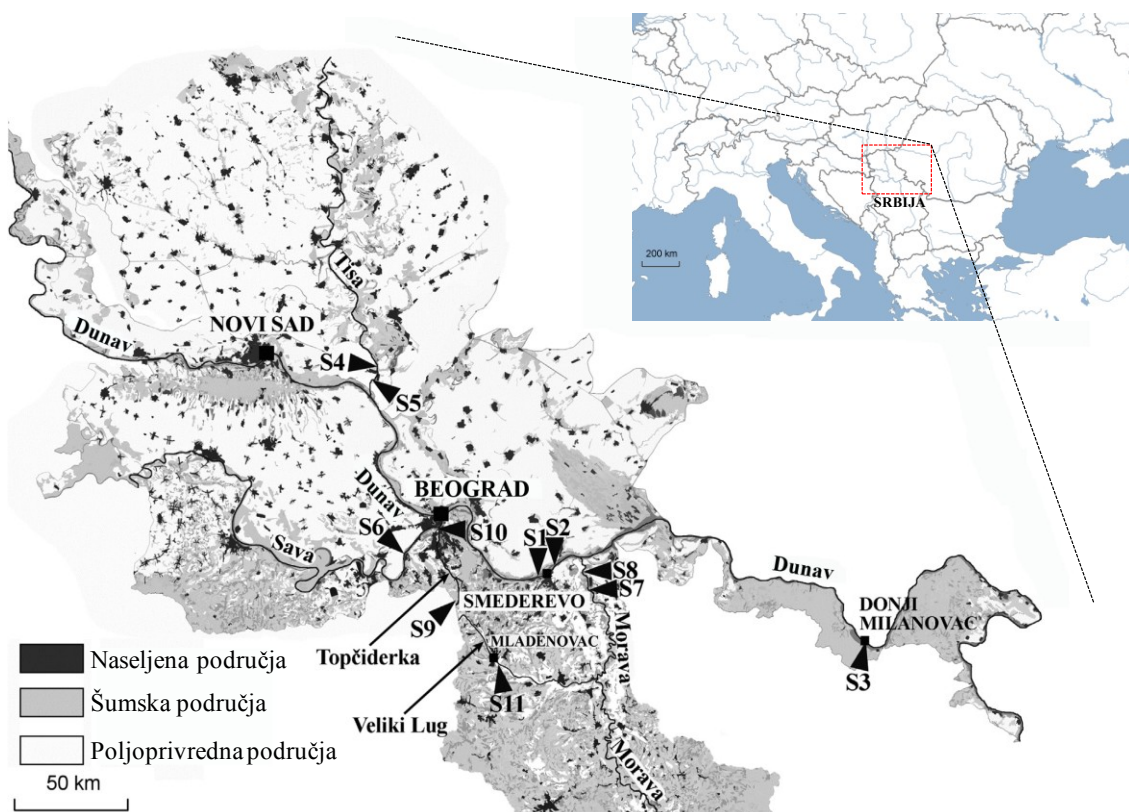 SRBIJA
200 km
Tisa
Dunav
NOVI SAD
S4
S5
Dunav
BEOGRAD
S6
S10
S1
S2
Sava
S8
S7
Dunav
SMEDEREVO
DONJI
MILANOVAC
S9
MLADENOVAC
Topčiderka
Morava
S3
S11
Veliki Lug
Morava
Naseljena područja
Šumska područja
Poljoprivredna područja
50 km